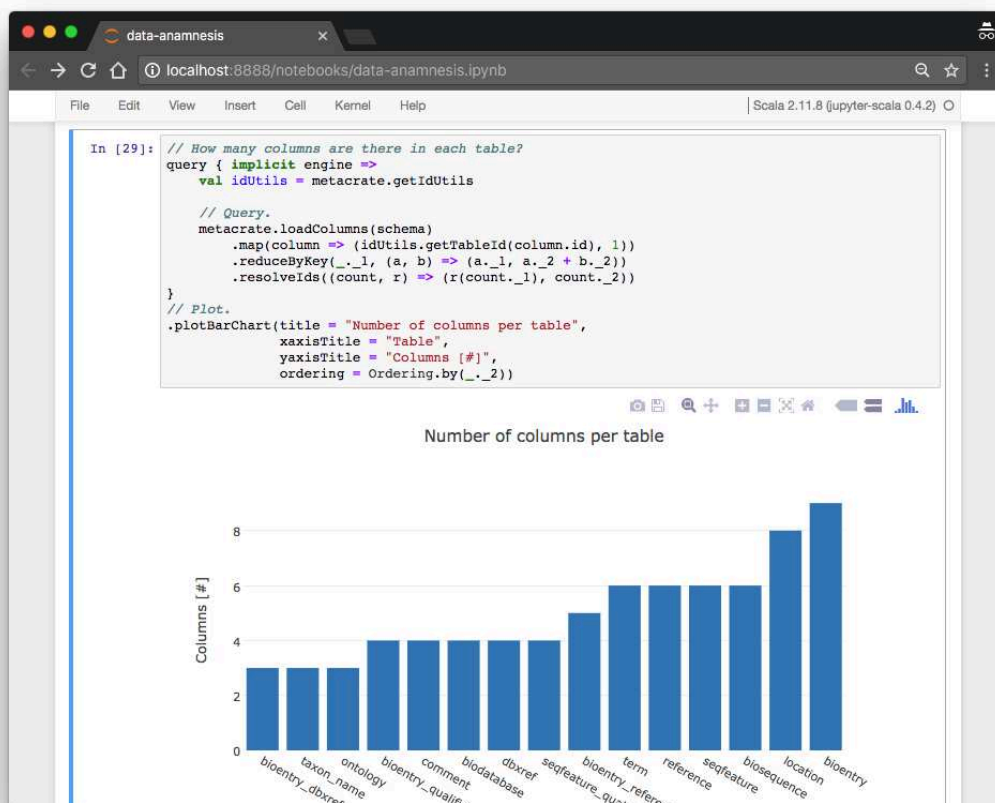 data-anamnesis
localhost:8888/notebooks/data-anamnesis.ipynb
File Edit View Insert Cell Kernel Help Scala 2.11.8 (jupyter-scala 0.4.2)
In [29]: // How many columns are there in each table?
query { implicit engine =>
    val idUtils = metacrate.getIdUtils
    // Query.
    metacrate.loadColumns(schema)
        .map(column => (idUtils.getTableId(column.id), 1))
        .reduceByKey(_._1, (a, b) => (a._1, a._2 + b._2))
        .resolveIds((count, r) => (r(count._1), count._2))
}
// Plot.
.plotBarChart(title = "Number of columns per table",
              xaxisTitle = "Table",
              yaxisTitle = "Columns [#]",
              ordering = Ordering.by(_._2))
Number of columns per table
Columns [#]
8
6
4
2
0
bioentry_dbxref
taxon_name
ontology
bioentry_qualif
comment
biodatabase
dbxref
seqfeature_qual
bioentry_refere
term
reference
seqfeature
biosequence
location
bioentry